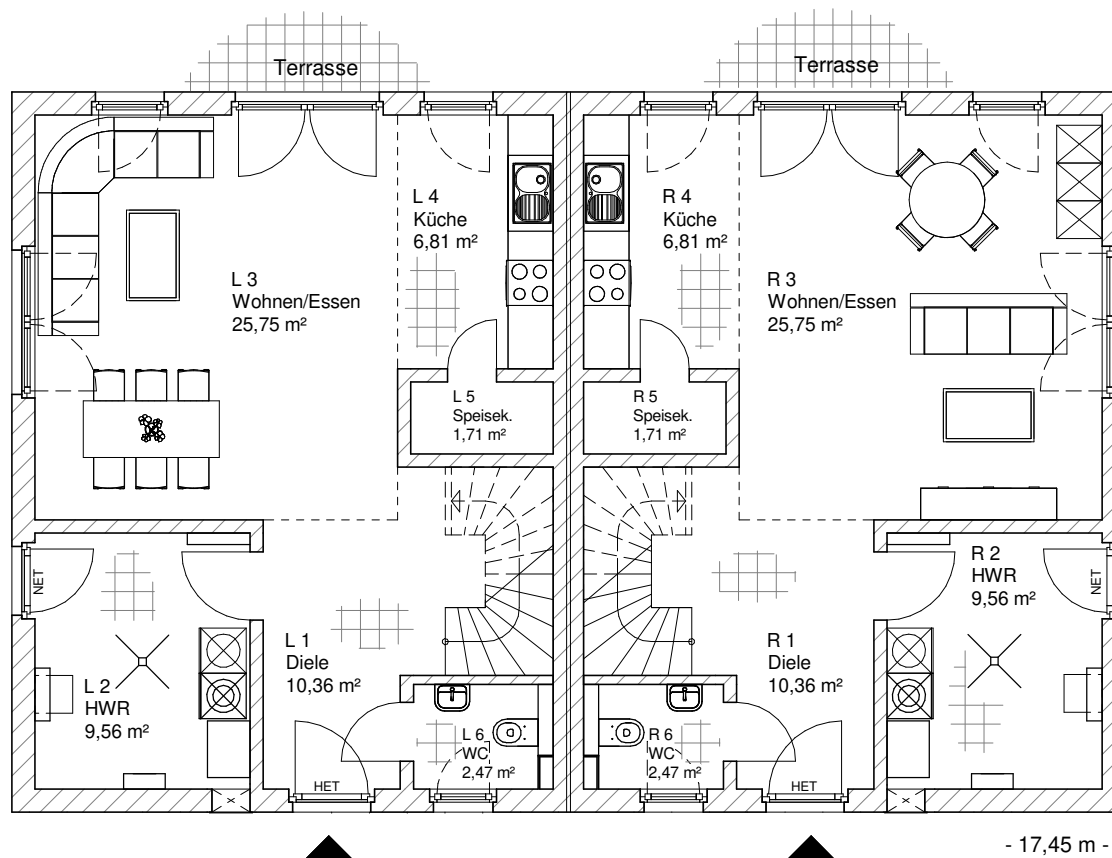 Terrasse
Terrasse
L 4
Küche
6,81 m²
R 4
Küche
6,81 m²
L 3
Wohnen/Essen
25,75 m²
R 3
Wohnen/Essen
25,75 m²
L 5
Speisek.
1,71 m²
R 5
Speisek.
1,71 m²
NET
R 2
HWR
9,56 m²
NET
L 1
Diele
10,36 m²
R 1
Diele
10,36 m²
L 2
HWR
9,56 m²
L 6
WC
2,47 m²
R 6
WC
2,47 m²
HET
HET
- 17,45 m -